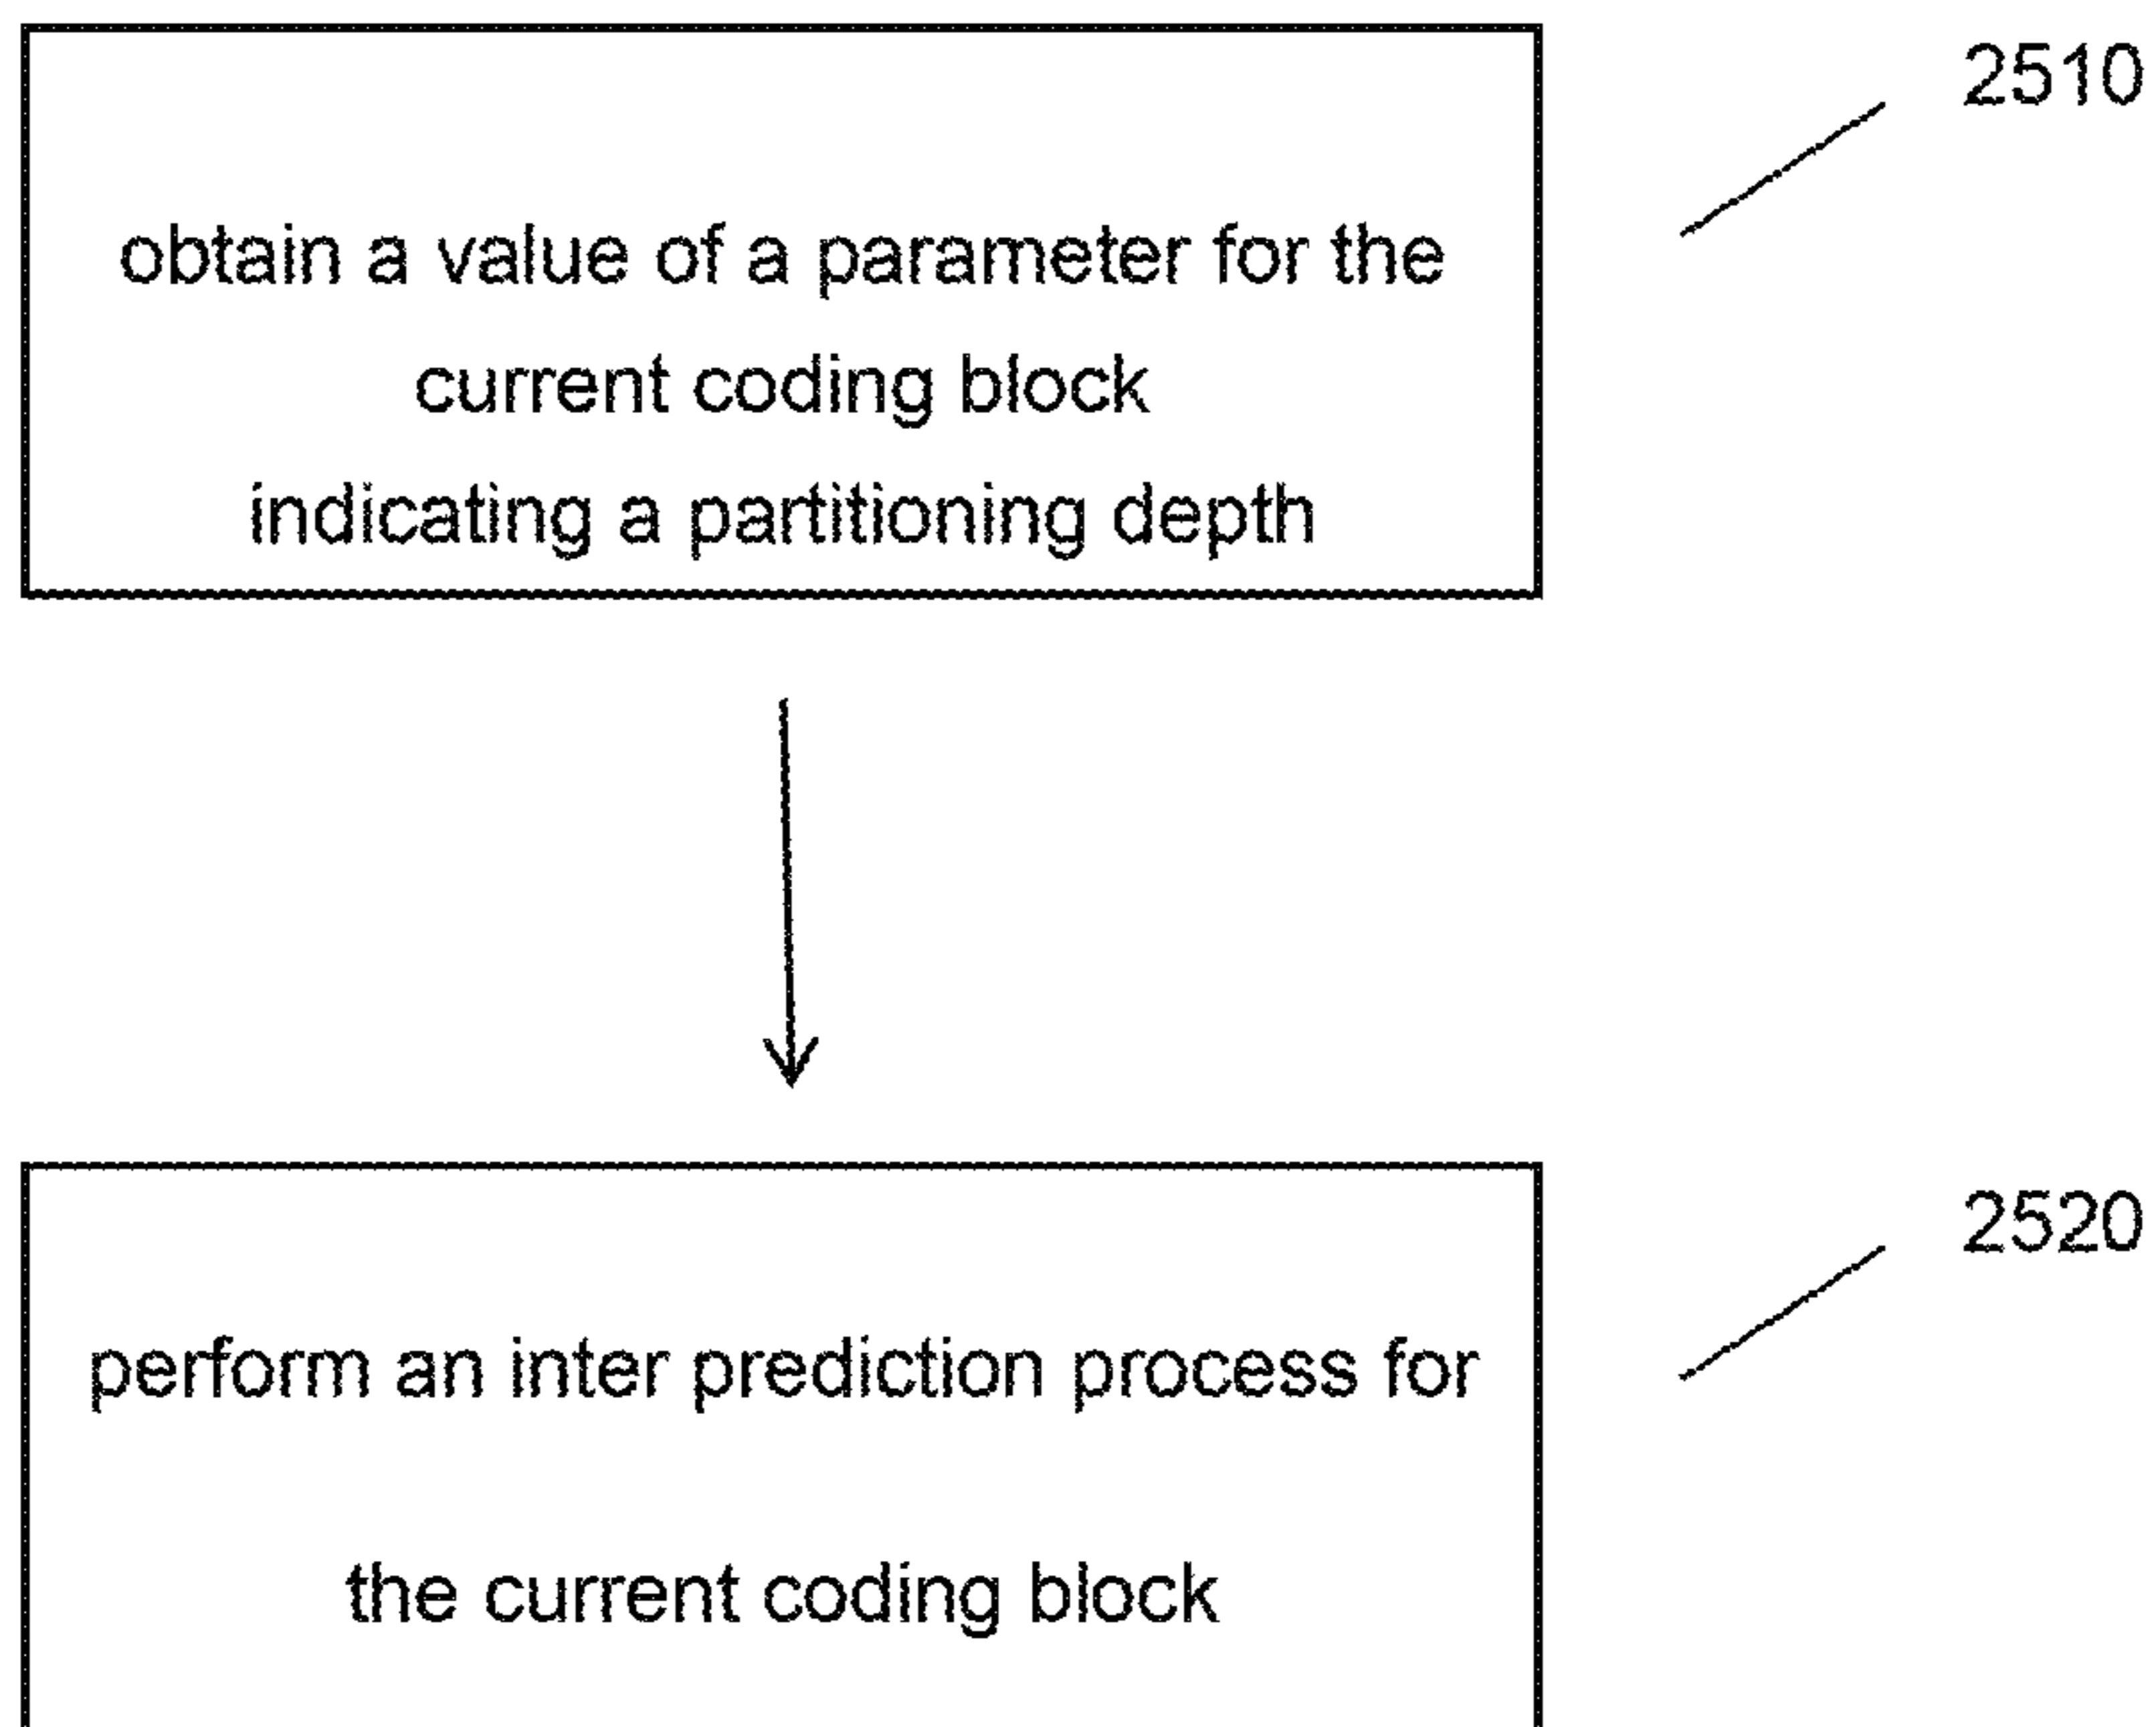 obtain a value of a parameter for the
current coding block
indicating a partitioning depth
2510
perform an inter prediction process for
the current coding block
2520